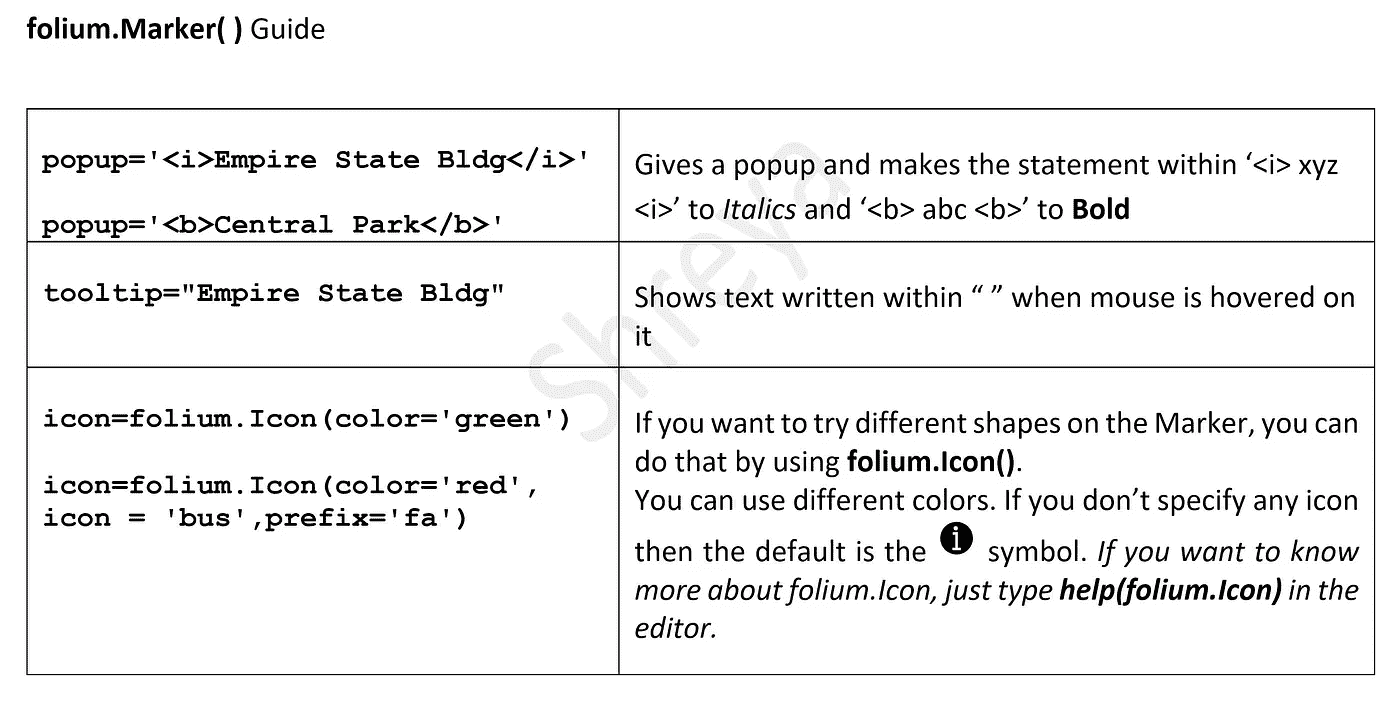 folium.Marker( ) Guide
popup='<i>Empire State Bldg</i>'
popup='<b>Central Park</b>'
Gives a popup and makes the statement within ‘<i> xyz
<i>’ to Italics and ‘<b> abc <b>’ to Bold
tooltip="Empire State Bldg"
Shows text written within “ ” when mouse is hovered on
it
icon=folium.Icon(color='green')
icon=folium.Icon(color='red',
icon = 'bus',prefix='fa')
If you want to try different shapes on the Marker, you can
do that by using folium.Icon().
You can use different colors. If you don’t specify any icon
then the default is the i symbol. If you want to know
more about folium.Icon, just type help(folium.Icon) in the
editor.
Shreya